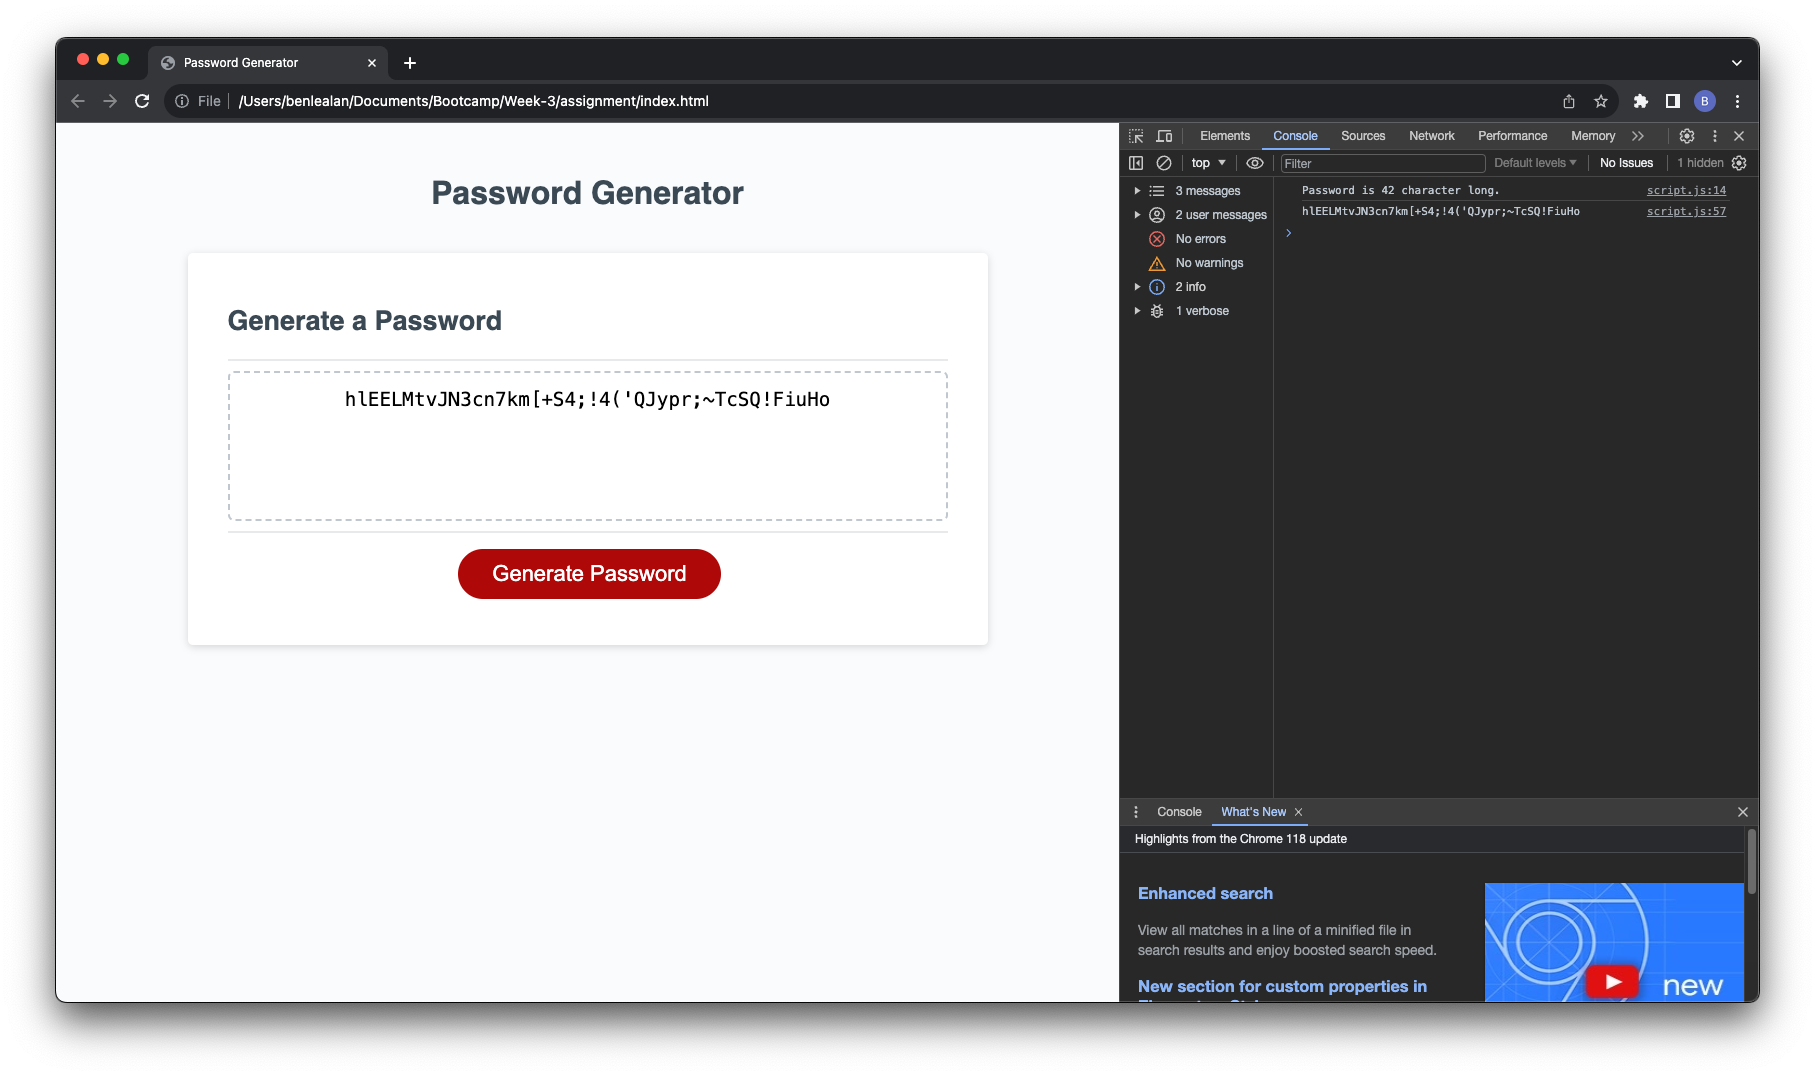 Password Generator
File /Users/benlealan/Documents/Bootcamp/Week-3/assignment/index.html
B
Password Generator
Generate a Password
hlEELMtvJN3cn7km[+S4;!4('QJypr;~TcSQ!FiuHo
Generate Password
Elements Console Sources Network Performance Memory
top Filter Default levels No Issues 1 hidden
3 messages
2 user messages
No errors
No warnings
2 info
1 verbose
Password is 42 character long. script.js:14
hlEELMtvJN3cn7km[+S4;!4('QJypr;~TcSQ!FiuHo script.js:57
Console What's New
Highlights from the Chrome 118 update
Enhanced search
View all matches in a line of a minified file in
search results and enjoy boosted search speed.
New section for custom properties in
new